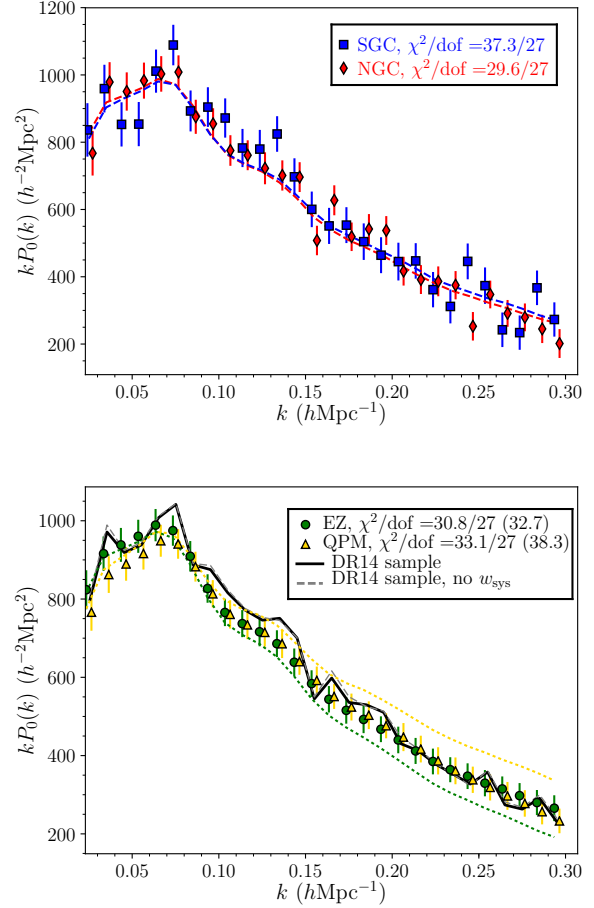 1200
1000
800
600
400
200
kP₀(k) (h⁻²Mpc²)
SGC, χ²/dof =37.3/27
NGC, χ²/dof =29.6/27
0.05 0.10 0.15 0.20 0.25 0.30
k (hMpc⁻¹)
1000
800
600
400
200
kP₀(k) (h⁻²Mpc²)
EZ, χ²/dof =30.8/27 (32.7)
QPM, χ²/dof =33.1/27 (38.3)
DR14 sample
DR14 sample, no w_sys
0.05 0.10 0.15 0.20 0.25 0.30
k (hMpc⁻¹)